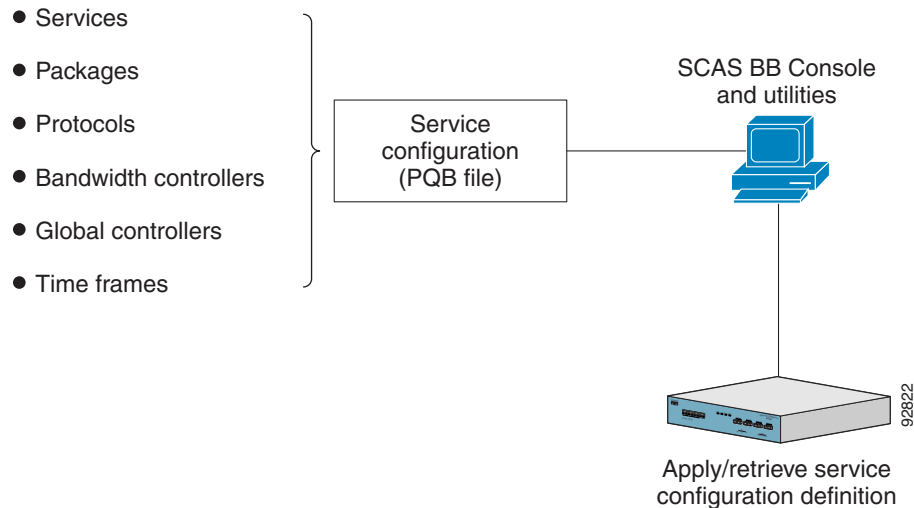 ● Services
● Packages
● Protocols
● Bandwidth controllers
● Global controllers
● Time frames
Service
configuration
(PQB file)
SCAS BB Console
and utilities
92822
Apply/retrieve service
configuration definition